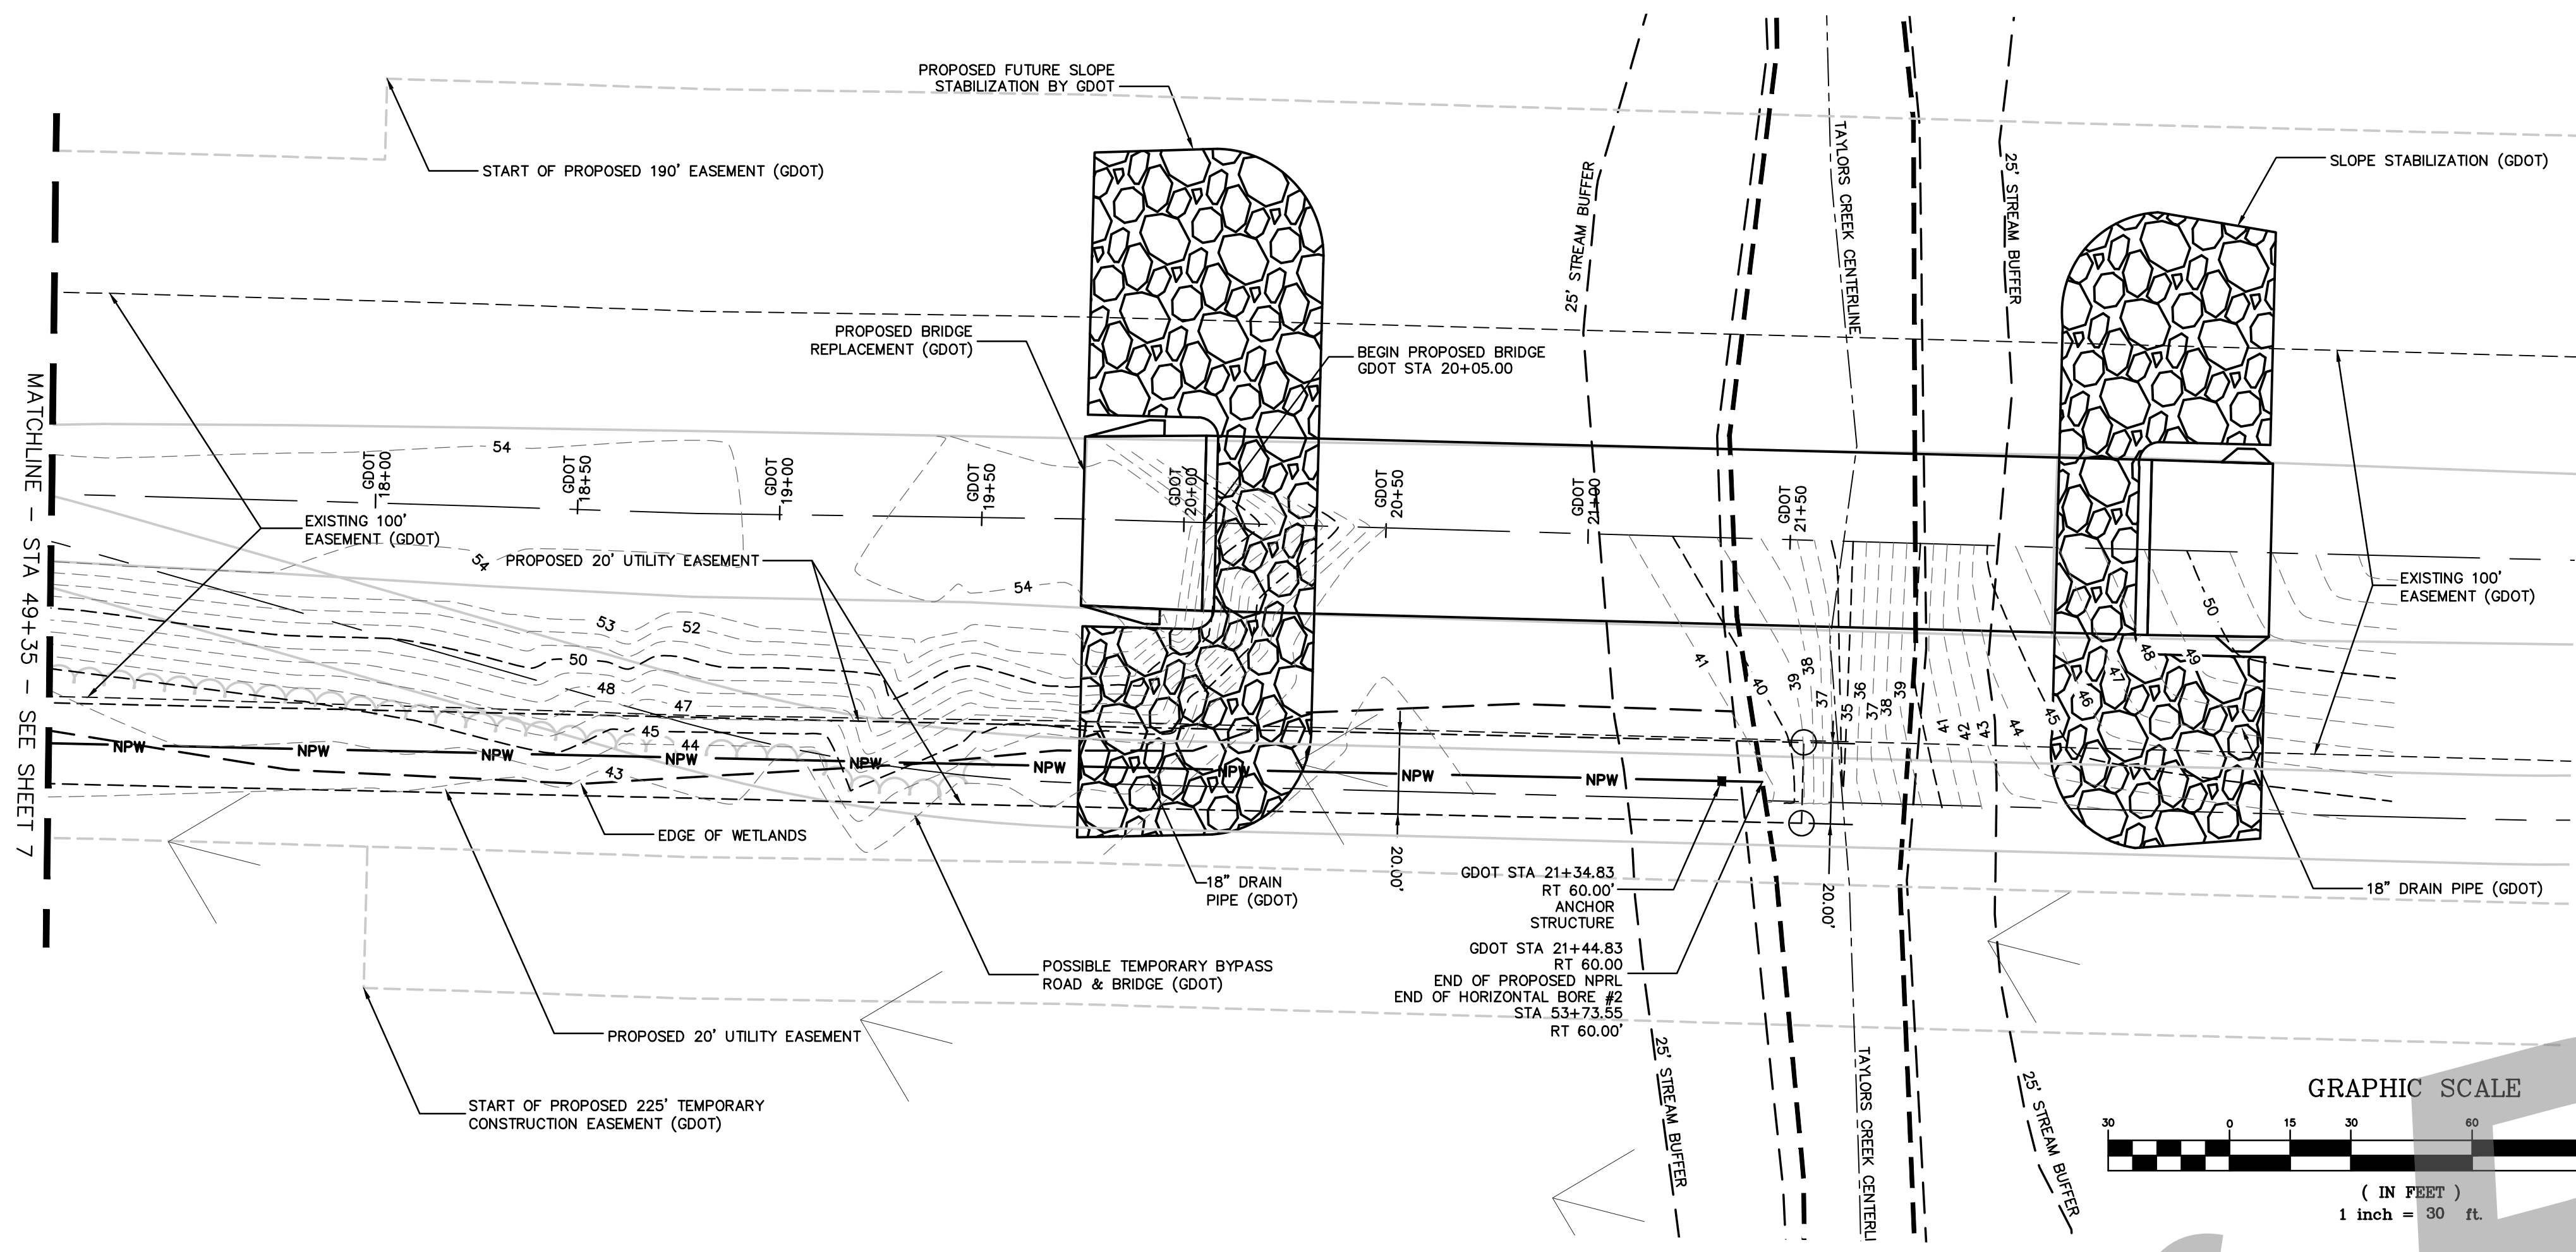 PROPOSED FUTURE SLOPE
STABILIZATION BY GDOT
START OF PROPOSED 190' EASEMENT (GDOT)
25' STREAM BUFFER
TAYLORS CREEK CENTERLINE
25' STREAM BUFFER
SLOPE STABILIZATION (GDOT)
PROPOSED BRIDGE
REPLACEMENT (GDOT)
BEGIN PROPOSED BRIDGE
GDOT STA 20+05.00
MATCHLINE - STA 49+35 - SEE SHEET 7
54
GDOT
18+00
GDOT
18+50
GDOT
19+00
GDOT
19+50
GDOT
20+00
GDOT
20+50
GDOT
21+00
GDOT
21+50
EXISTING 100'
EASEMENT (GDOT)
54
PROPOSED 20' UTILITY EASEMENT
54
EXISTING 100'
EASEMENT (GDOT)
53
52
50
48
47
45
44
43
41
40
39
38
37
35
36
37
38
39
41
42
43
44
45
46
47
48
49
50
NPW
NPW
NPW
NPW
NPW
NPW
NPW
NPW
NPW
EDGE OF WETLANDS
20.00'
20.00'
18" DRAIN
PIPE (GDOT)
GDOT STA 21+34.83
RT 60.00'
ANCHOR
STRUCTURE
18" DRAIN PIPE (GDOT)
GDOT STA 21+44.83
RT 60.00
END OF PROPOSED NPRL
END OF HORIZONTAL BORE #2
STA 53+73.55
RT 60.00'
POSSIBLE TEMPORARY BYPASS
ROAD & BRIDGE (GDOT)
PROPOSED 20' UTILITY EASEMENT
START OF PROPOSED 225' TEMPORARY
CONSTRUCTION EASEMENT (GDOT)
25' STREAM BUFFER
TAYLORS CREEK CENTERLI
25' STREAM BUFFER
GRAPHIC SCALE
30 0 15 30 60
( IN FEET )
1 inch = 30 ft.